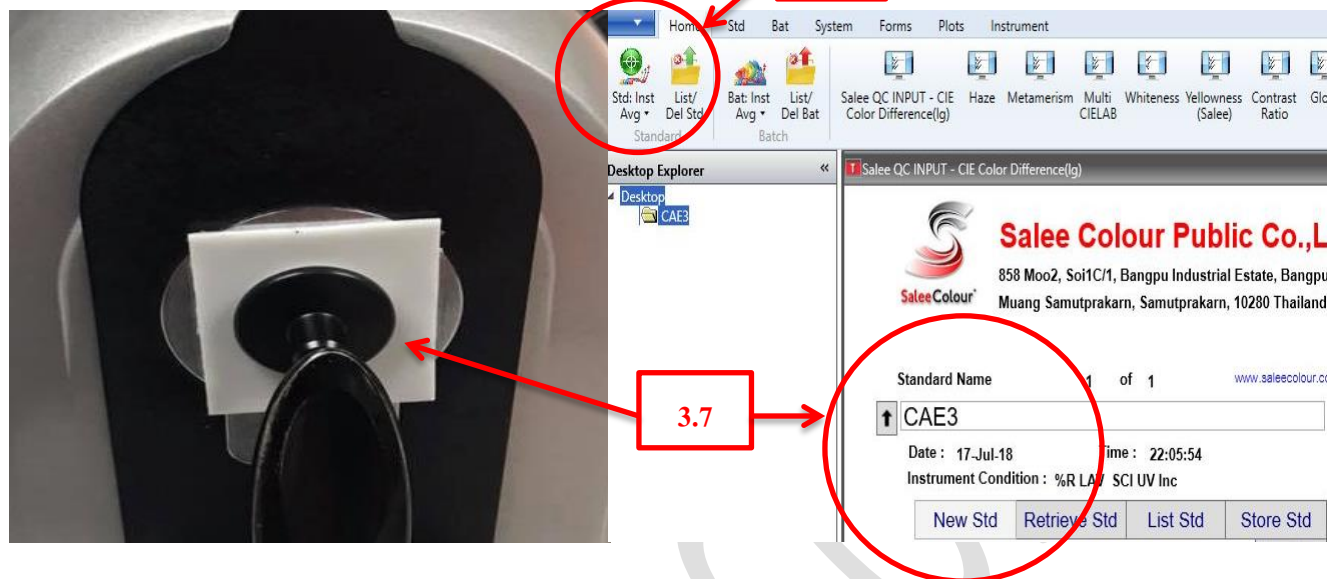 Home Std Bat System Forms Plots Instrument
Std: Inst Avg List/ Del Std Bat: Inst Avg List/ Del Bat Salee QC INPUT - CIE Color Difference(lg) Haze Metamerism Multi CIELAB Whiteness Yellowness (Salee) Contrast Ratio Glo
Standard Batch
Desktop Explorer «
Salee QC INPUT - CIE Color Difference(lg)
Desktop
CAE3
Salee Colour Public Co.,L
858 Moo2, Soi1C/1, Bangpu Industrial Estate, Bangpu
SaleeColour
Muang Samutprakarn, Samutprakarn, 10280 Thailand
Standard Name 1 of 1 www.saleecolour.co
3.7
CAE3
Date : 17-Jul-18 Time : 22:05:54
Instrument Condition : %R LAV SCI UV Inc
New Std Retrieve Std List Std Store Std